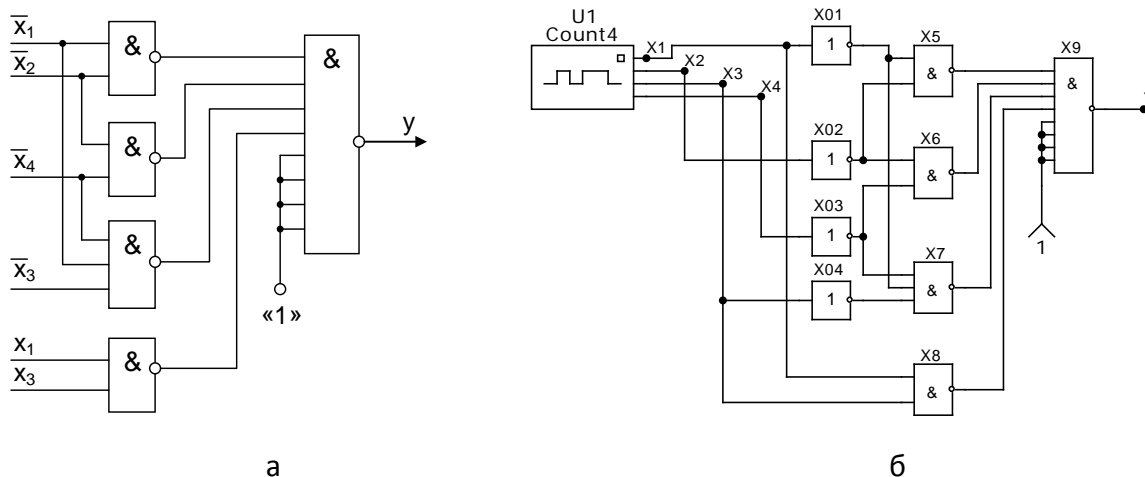 x̅₁
&
x̅₂
&
x̅₄
&
x̅₃
x₁
&
x₃
&
y
«1»
а
U1
Count4
X1
X2
X3
X4
X01
1
X02
1
X03
1
X04
1
X5
&
X6
&
X7
&
X8
&
X9
&
1
б